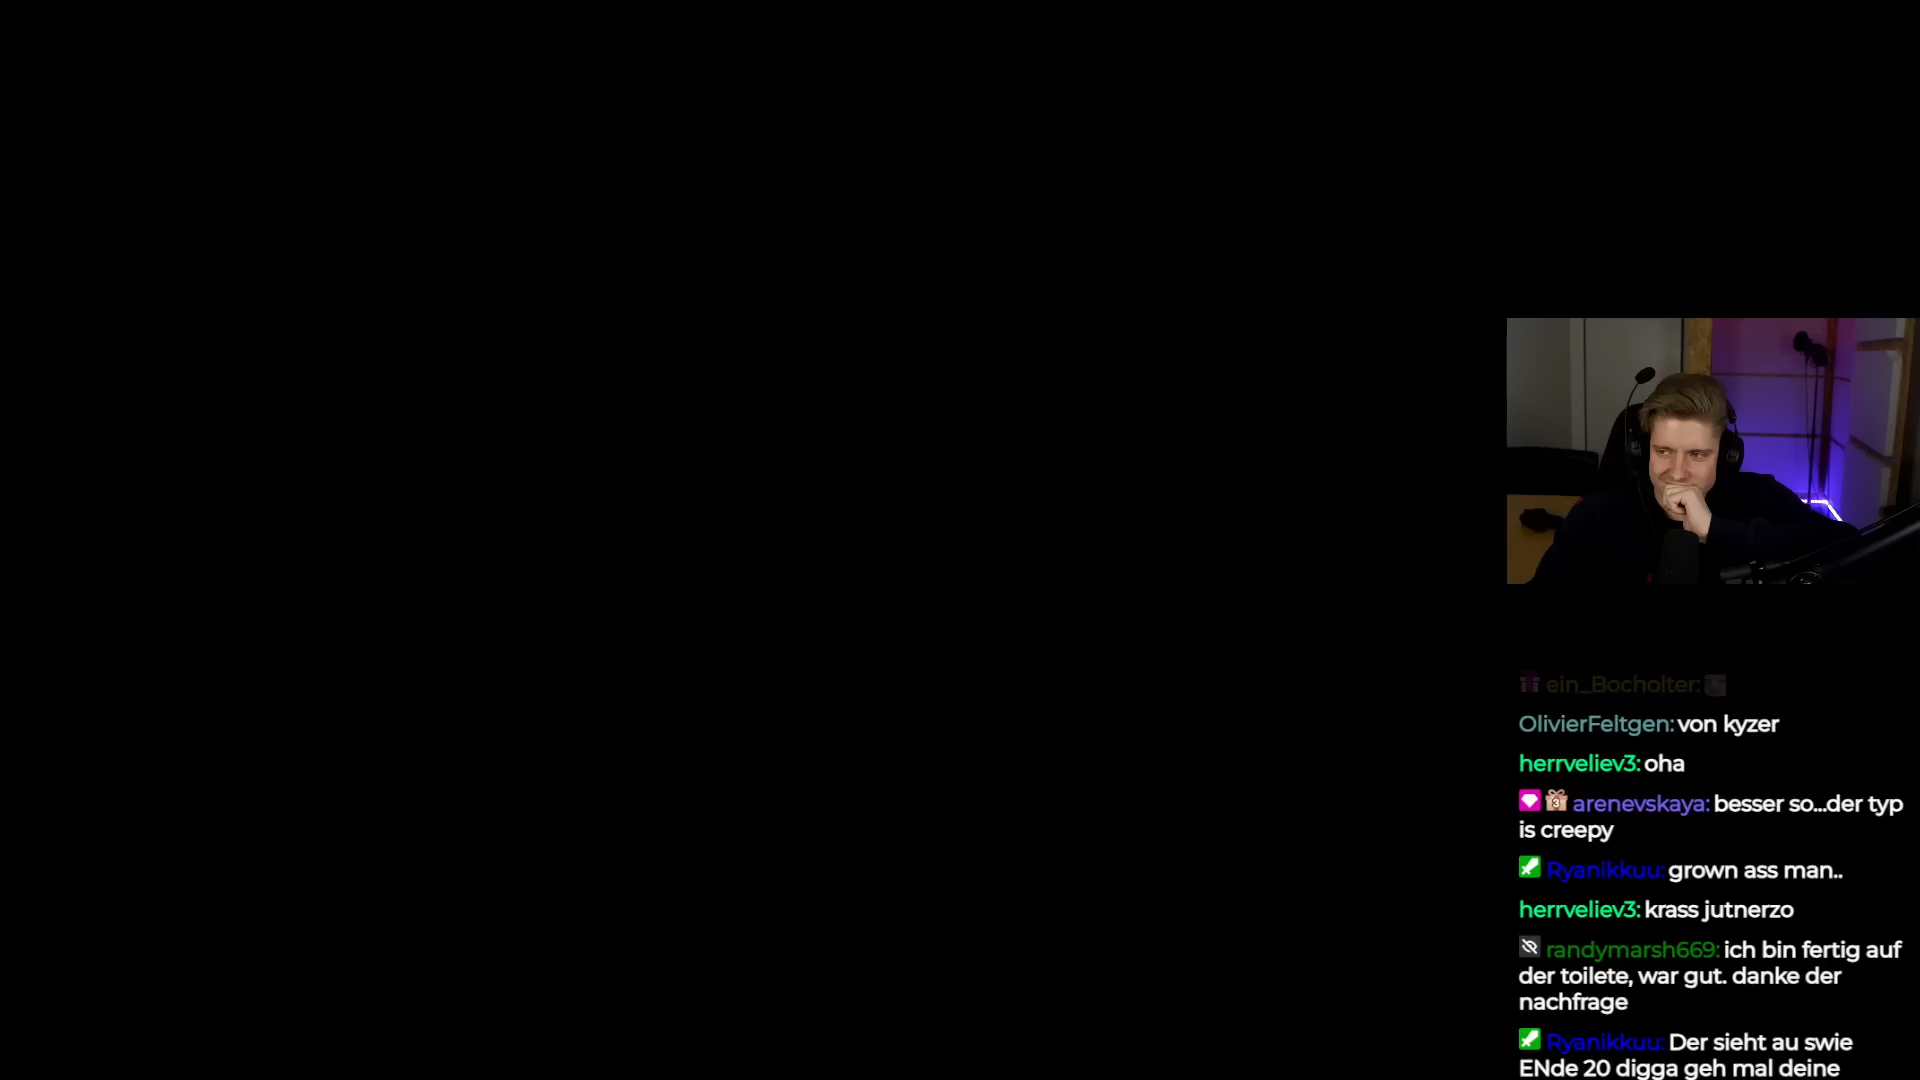 ein_Bocholter:
OlivierFeltgen: von kyzer
herrveliev3: oha
3 arenevskaya: besser so...der typ
is creepy
Ryanikkuu: grown ass man..
herrveliev3: krass jutnerzo
randymarsh669: ich bin fertig auf
der toilete, war gut. danke der
nachfrage
Ryanikkuu: Der sieht au swie
ENde 20 digga geh mal deine